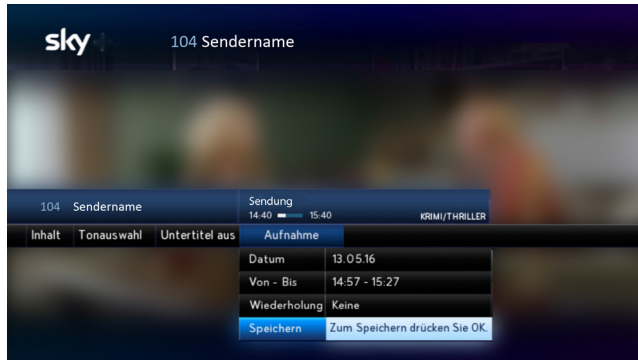 sky+
104 Sendername
104 Sendername
Sendung
14:40 15:40
KRIMI/THRILLER
Inhalt Tonauswahl Untertitel aus Aufnahme
Datum 13.05.16
Von - Bis 14:57 - 15:27
Wiederholung Keine
Speichern Zum Speichern drücken Sie OK.